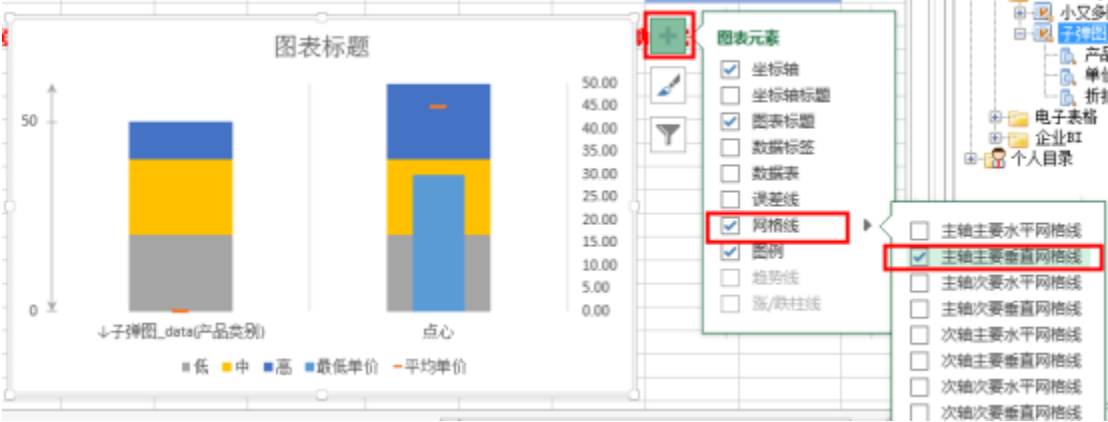 图表标题
50
0
50.00
45.00
40.00
35.00
30.00
25.00
20.00
15.00
10.00
5.00
0.00
↓子弹图_data(产品类别)
点心
低 中 高 最低单价 平均单价
图表元素
坐标轴
坐标轴标题
图表标题
数据标签
数据表
误差线
网格线
图例
趋势线
涨/跌柱线
主轴主要水平网格线
主轴主要垂直网格线
主轴次要水平网格线
主轴次要垂直网格线
次轴主要水平网格线
次轴主要垂直网格线
次轴次要水平网格线
次轴次要垂直网格线
小又多
子弹图
产品
单价
折扣
电子表格
企业BI
个人目录